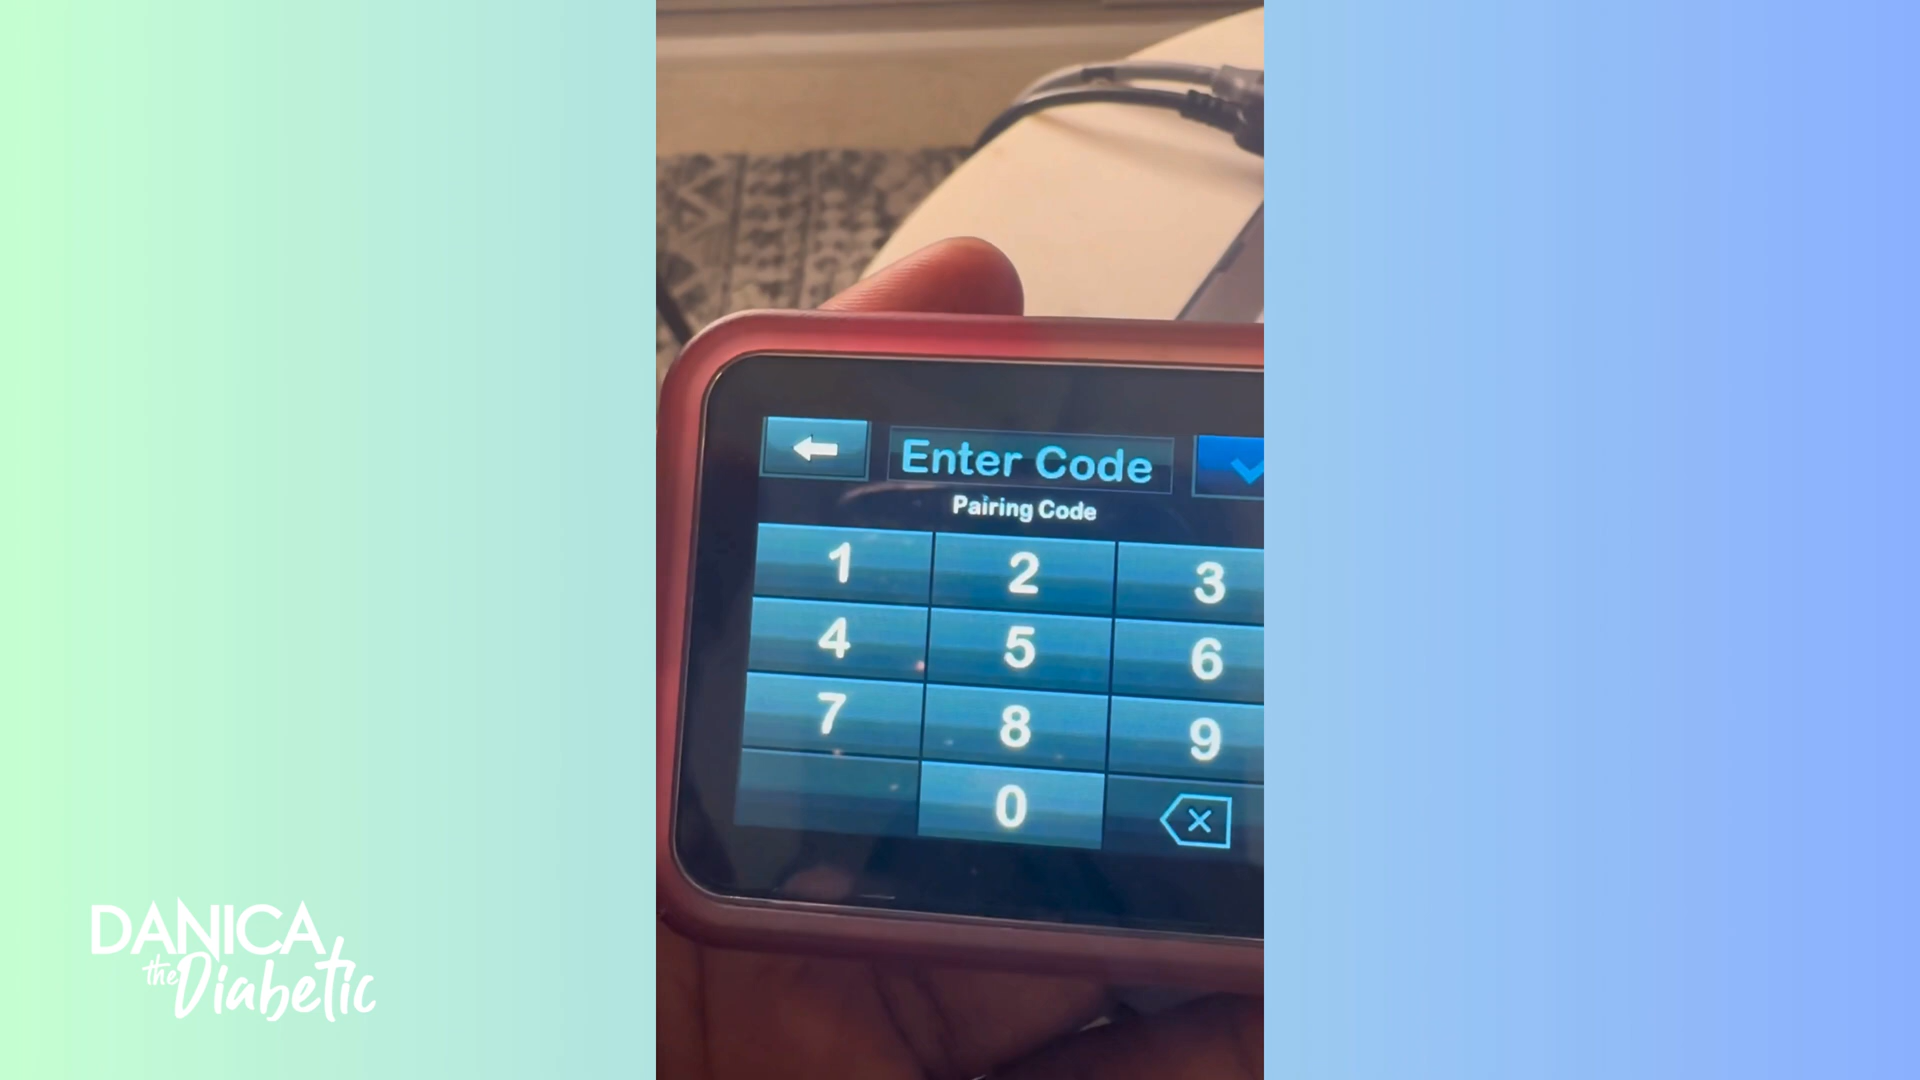 Enter Code
Pairing Code
1 2 3
4 5 6
7 8 9
0
DANICA
the Diabetic